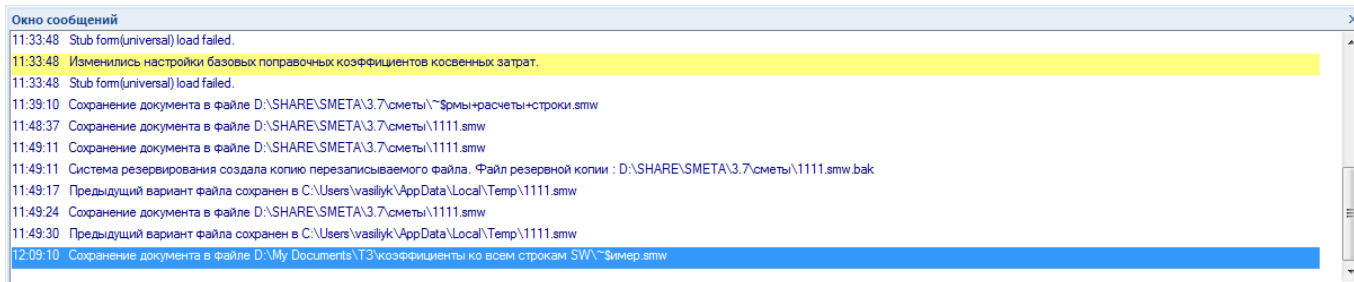 Окно сообщений
11:33:48 Stub form(universal) load failed.
11:33:48 Изменились настройки базовых поправочных коэффициентов косвенных затрат.
11:33:48 Stub form(universal) load failed.
11:39:10 Сохранение документа в файле D:\SHARE\SMETA\3.7\сметы\~$рмы+расчеты+строки.smw
11:48:37 Сохранение документа в файле D:\SHARE\SMETA\3.7\сметы\1111.smw
11:49:11 Сохранение документа в файле D:\SHARE\SMETA\3.7\сметы\1111.smw
11:49:11 Система резервирования создала копию перезаписываемого файла. Файл резервной копии : D:\SHARE\SMETA\3.7\сметы\1111.smw.bak
11:49:17 Предыдущий вариант файла сохранен в C:\Users\vasiliyk\AppData\Local\Temp\1111.smw
11:49:24 Сохранение документа в файле D:\SHARE\SMETA\3.7\сметы\1111.smw
11:49:30 Предыдущий вариант файла сохранен в C:\Users\vasiliyk\AppData\Local\Temp\1111.smw
12:09:10 Сохранение документа в файле D:\My Documents\ТЗ\коэффициенты ко всем строкам SW\~$имер.smw